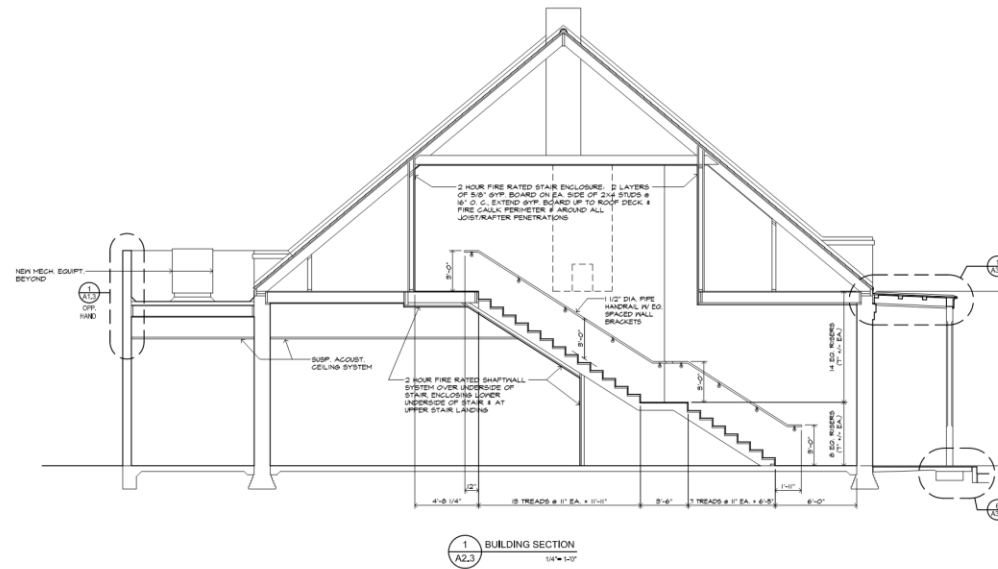 2 HOUR FIRE RATED STAIR ENCLOSURE: 2 LAYERS
OF 5/8" GYP. BOARD ON EA. SIDE OF 2X4 STUDS @
16" O. C., EXTEND GYP. BOARD UP TO ROOF DECK &
FIRE CAULK PERIMETER & AROUND ALL
JOIST/RAFTER PENETRATIONS
NEW MECH. EQUIPT.
BEYOND
1
A1.3
OPP.
HAND
3'-0"
1 1/2" DIA. PIPE
HANDRAIL W/ EQ.
SPACED WALL
BRACKETS
3'-0"
SUSP. ACOUST.
CEILING SYSTEM
2 HOUR FIRE RATED SHAFTWALL
SYSTEM OVER UNDERSIDE OF
STAIR, ENCLOSING LOWER
UNDERSIDE OF STAIR & AT
UPPER STAIR LANDING
3'-0"
14 EQ. RISERS
(7" +/- EA.)
3'-0"
8 EQ. RISERS
(7" +/- EA.)
12"
1'-11"
4'-8 1/4"
13 TREADS @ 11" EA. = 11'-11"
3'-6"
7 TREADS @ 11" EA = 6'-5"
6'-0"
1
A2.3
BUILDING SECTION
1/4"= 1'-0"